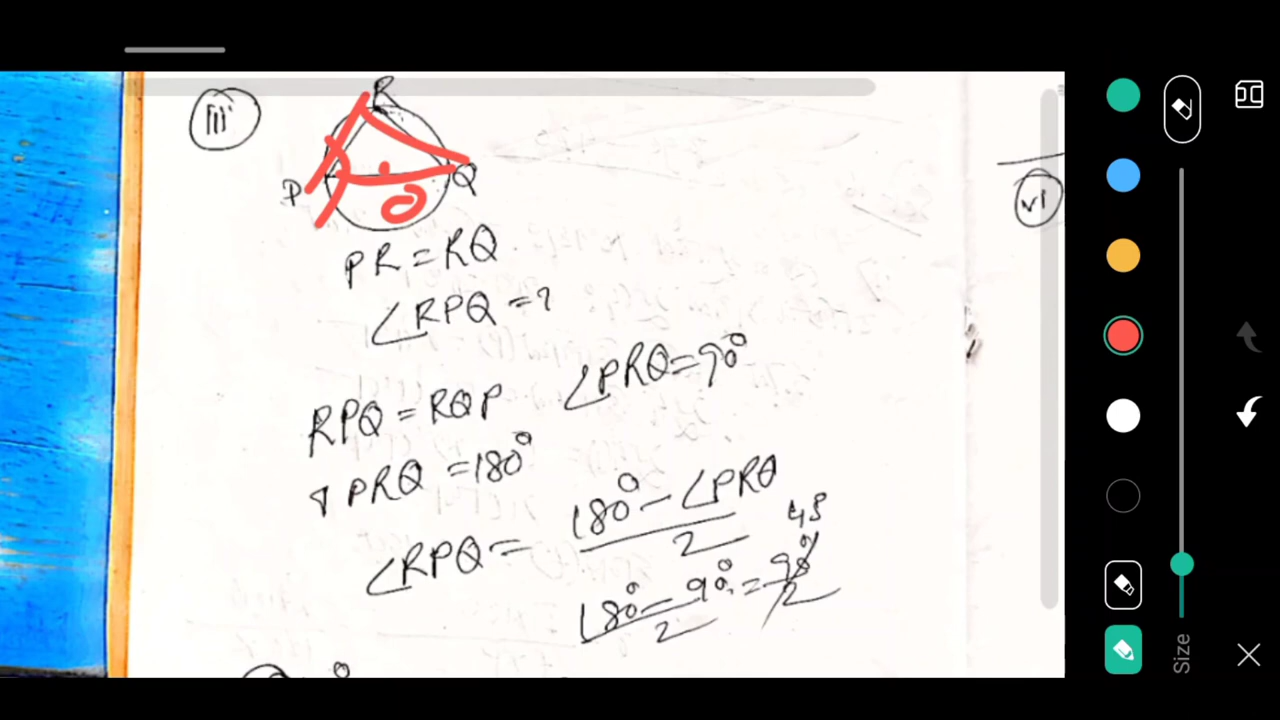 iii
R
P Q
PR = RQ
∠RPQ = ?
RPQ = RQP ∠PRQ = 90°
+ PRQ = 180°
∠RPQ = 180° - ∠PRQ / 2
180° - 90° / 2 = 90° / 2 45
vi
Size